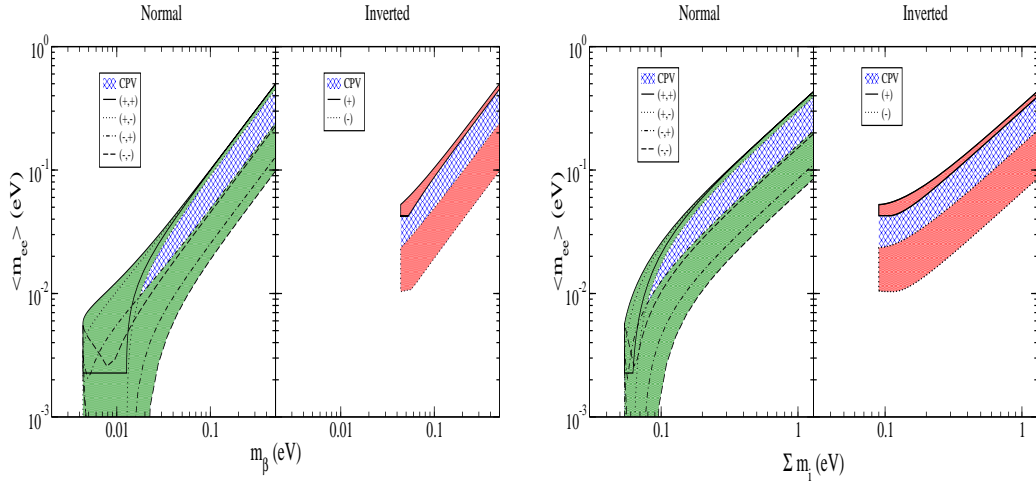 Normal
Inverted
Normal
Inverted
10^0
10^-1
10^-2
10^-3
<m_ee> (eV)
CPV
(+,+)
(+,-)
(-,+)
(-,-)
CPV
(+)
(-)
0.01
0.1
0.01
0.1
m_β (eV)
10^0
10^-1
10^-2
10^-3
<m_ee> (eV)
CPV
(+,+)
(+,-)
(-,+)
(-,-)
CPV
(+)
(-)
0.1
1
0.1
1
Σ m_i (eV)